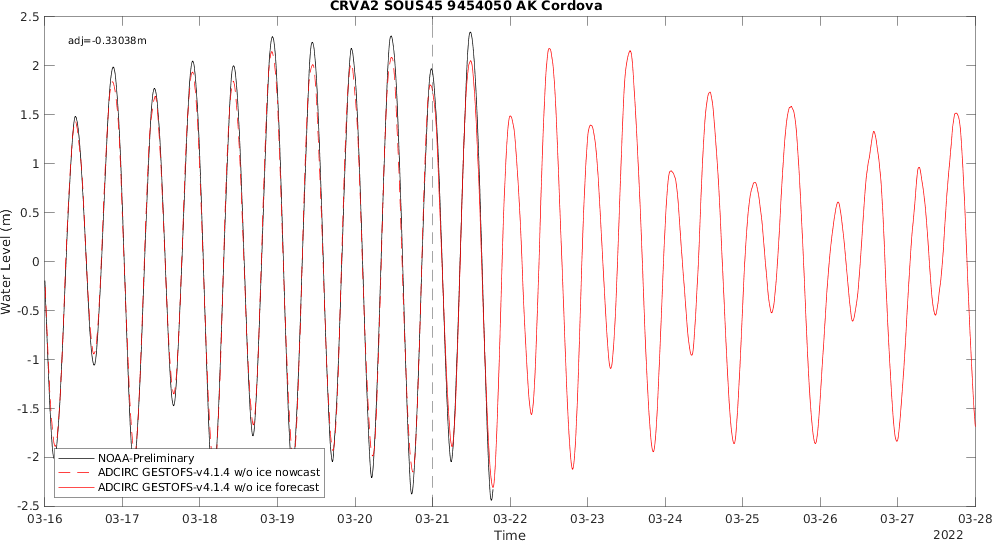 CRVA2 SOUS45 9454050 AK Cordova
adj=-0.33038m
2.5
2
1.5
1
0.5
0
-0.5
-1
-1.5
-2
-2.5
Water Level (m)
NOAA-Preliminary
ADCIRC GESTOFS-v4.1.4 w/o ice nowcast
ADCIRC GESTOFS-v4.1.4 w/o ice forecast
03-16 03-17 03-18 03-19 03-20 03-21 03-22 03-23 03-24 03-25 03-26 03-27 03-28
Time
2022